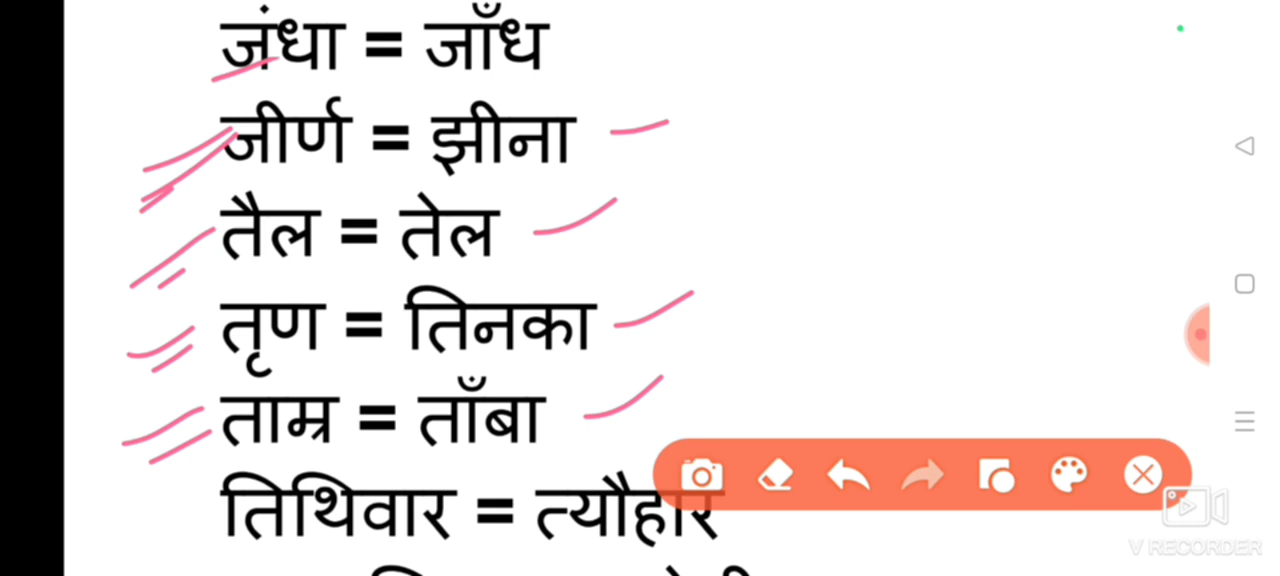 जंधा = जाँध
जीर्ण = झीना
तैल = तेल
तृण = तिनका
ताम्र = ताँबा
तिथिवार = त्यौहार
V RECORDER